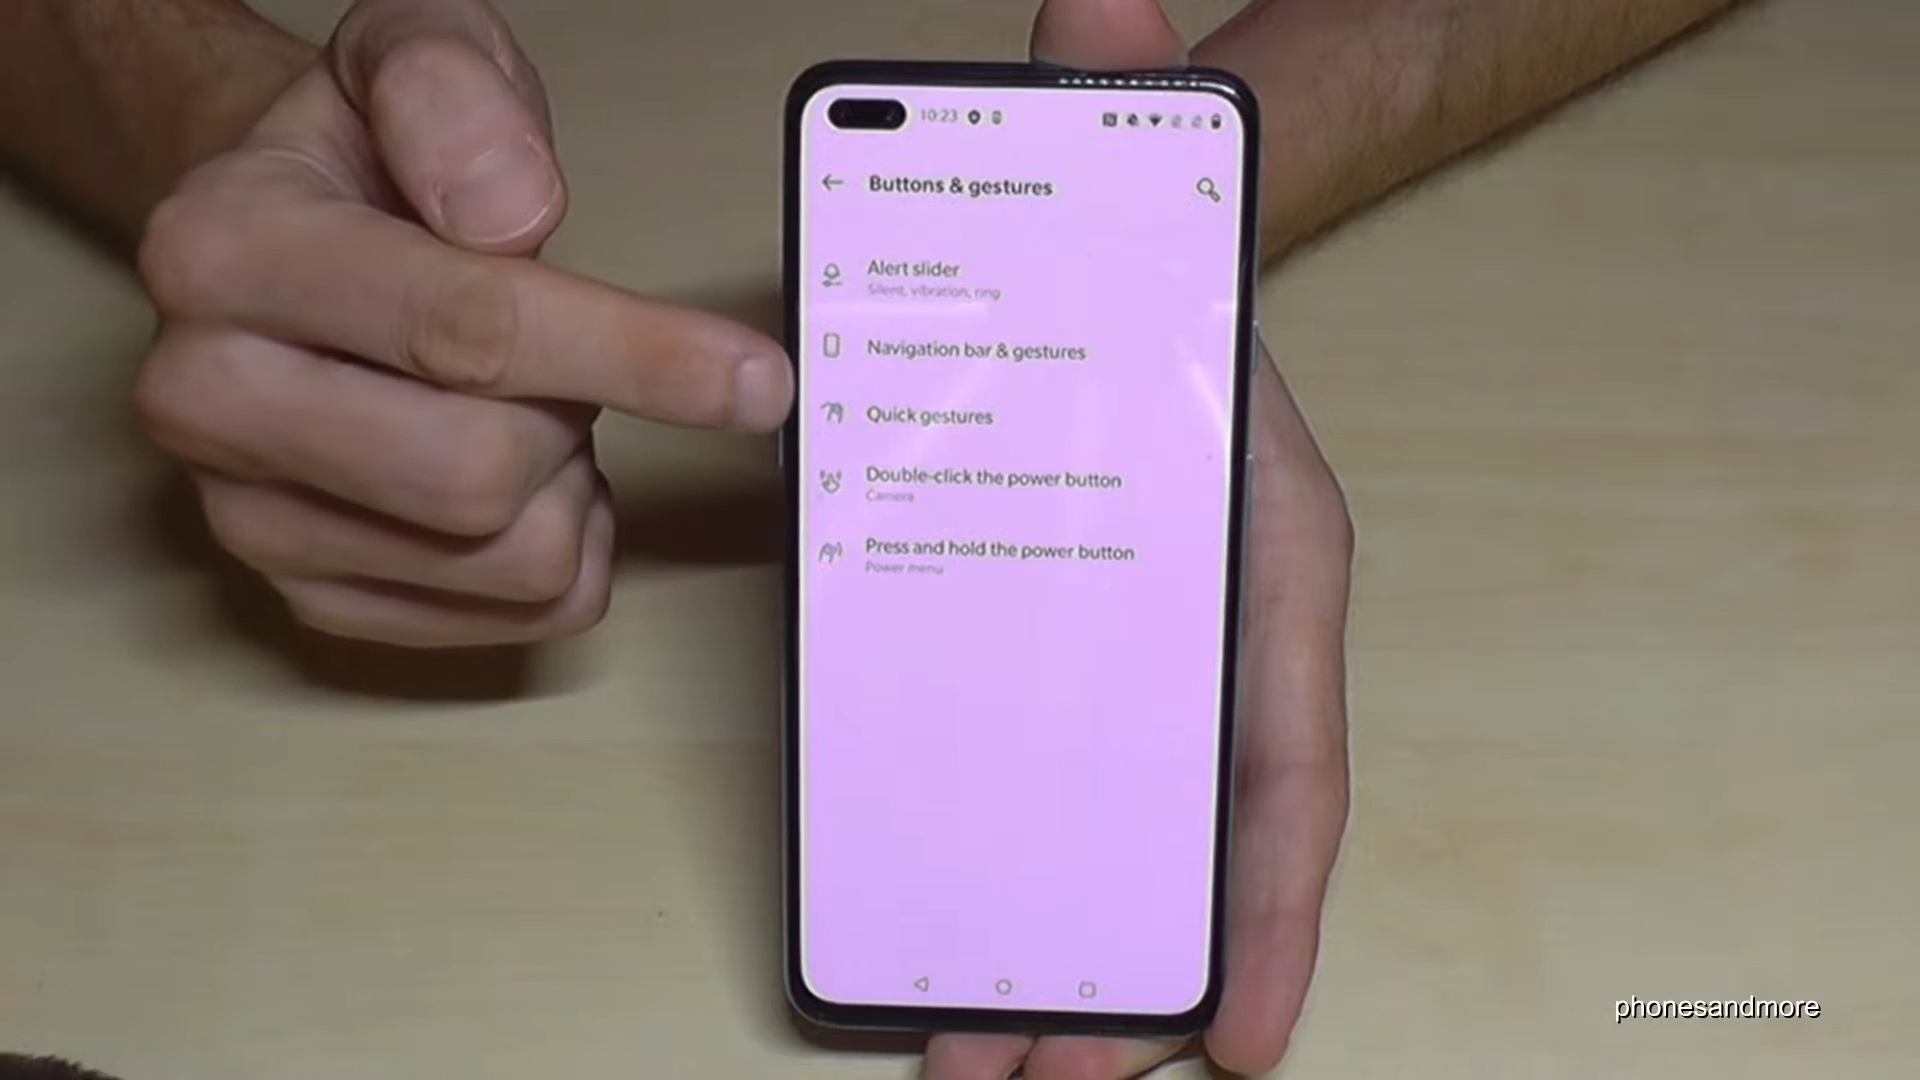 10:23
Buttons & gestures
Alert slider
Silent, vibration, ring
Navigation bar & gestures
Quick gestures
Double-click the power button
Camera
Press and hold the power button
Power menu
phonesandmore